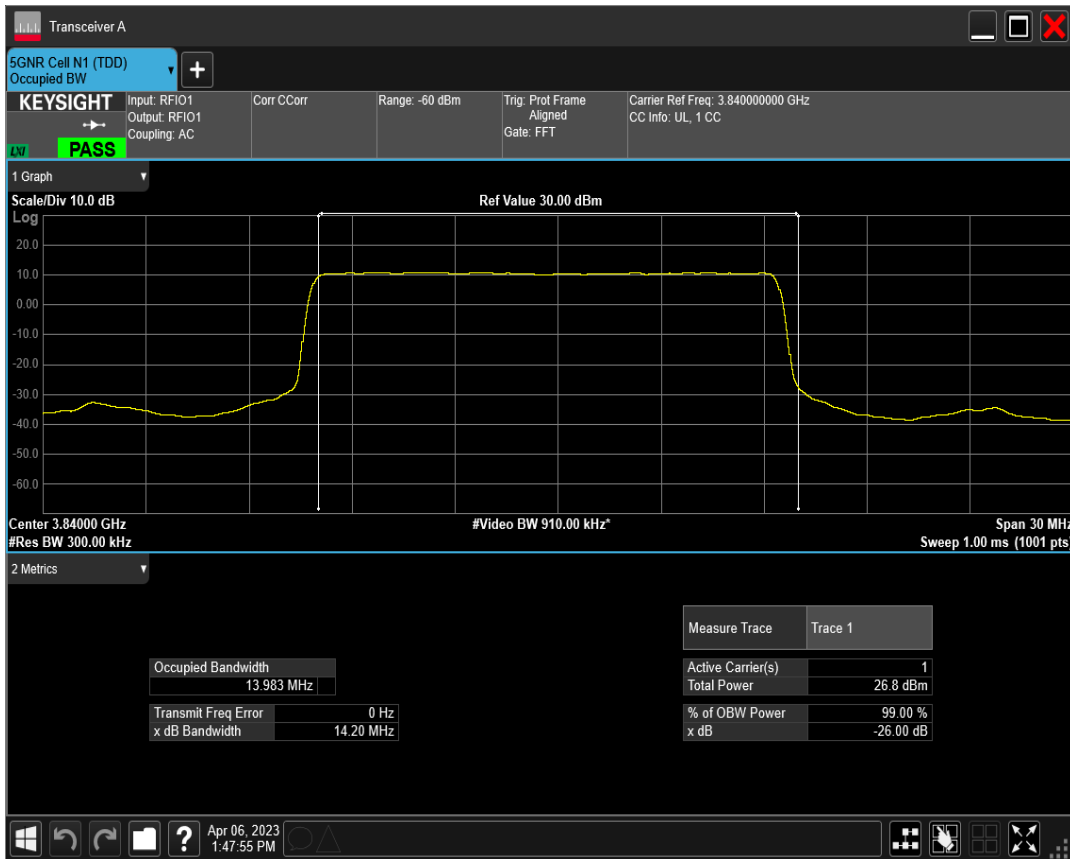 Transceiver A
5GNR Cell N1 (TDD)
Occupied BW
+
KEYSIGHT
LXI
PASS
Input: RFIO1
Output: RFIO1
Coupling: AC
Corr CCorr
Range: -60 dBm
Trig: Prot Frame
Aligned
Gate: FFT
Carrier Ref Freq: 3.840000000 GHz
CC Info: UL, 1 CC
1 Graph
Scale/Div 10.0 dB
Ref Value 30.00 dBm
Log
20.0
10.0
0.00
-10.0
-20.0
-30.0
-40.0
-50.0
-60.0
Center 3.84000 GHz
#Video BW 910.00 kHz*
Span 30 MHz
#Res BW 300.00 kHz
Sweep 1.00 ms (1001 pts)
2 Metrics
Measure Trace Trace 1
Occupied Bandwidth
13.983 MHz
Active Carrier(s) 1
Total Power 26.8 dBm
Transmit Freq Error 0 Hz
x dB Bandwidth 14.20 MHz
% of OBW Power 99.00 %
x dB -26.00 dB
?
Apr 06, 2023
1:47:55 PM